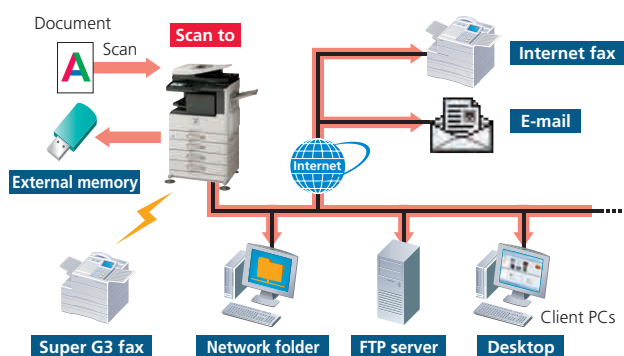 Document
Scan
Scan to
Internet fax
E-mail
Internet
External memory
Client PCs
Super G3 fax
Network folder
FTP server
Desktop